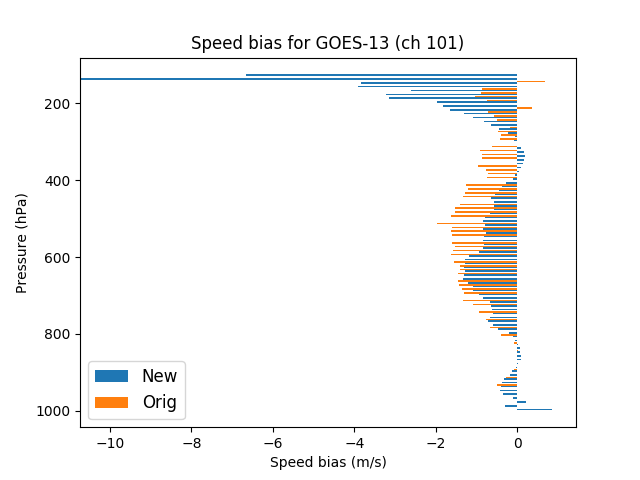 Speed bias for GOES-13 (ch 101)
Pressure (hPa)
200
400
600
800
1000
New
Orig
−10 −8 −6 −4 −2 0
Speed bias (m/s)